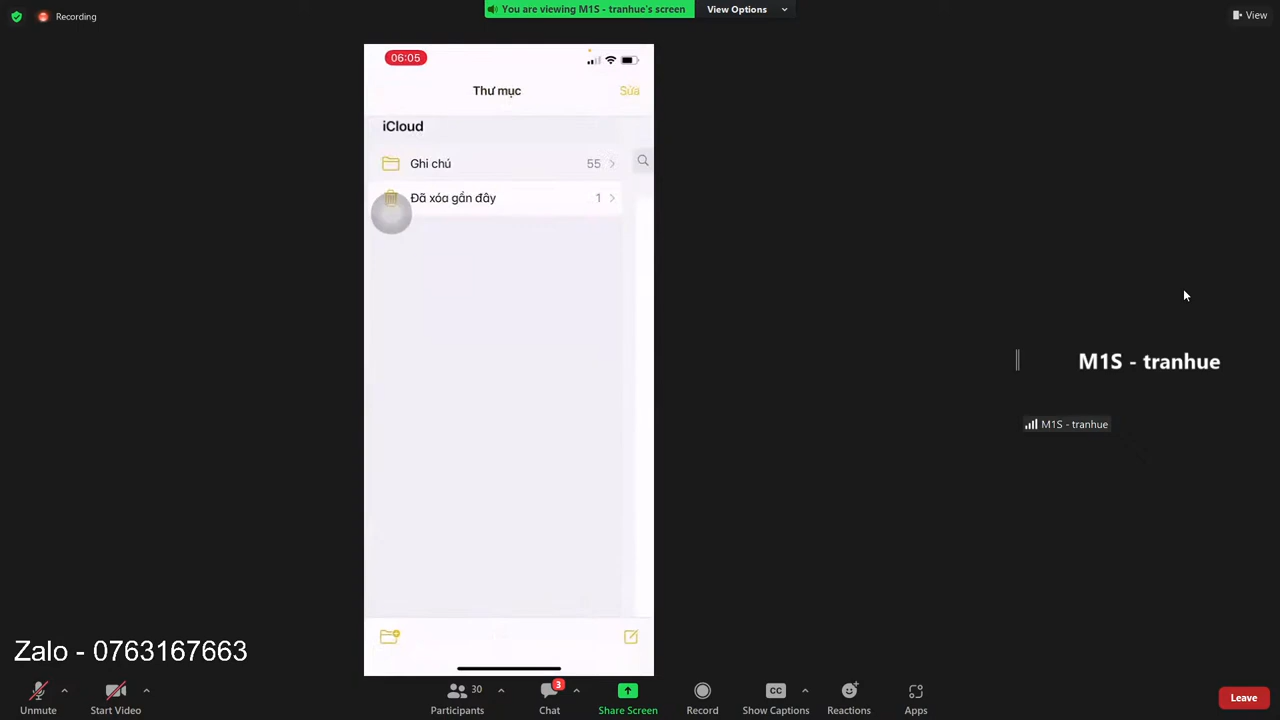 Recording
You are viewing M1S - tranhue's screen
View Options
View
06:05
Thư mục
Sửa
iCloud
Ghi chú 55
Đã xóa gần đây 1
M1S - tranhue
M1S - tranhue
Zalo - 0763167663
Unmute
Start Video
Participants 30
Chat 3
Share Screen
Record
CC Show Captions
Reactions
Apps
Leave